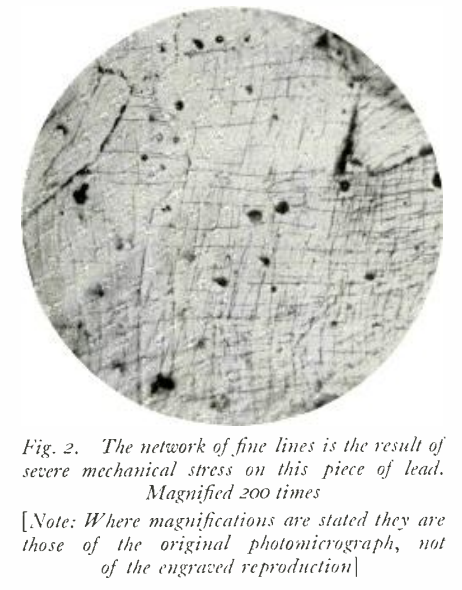 Fig. 2. The network of fine lines is the result of
severe mechanical stress on this piece of lead.
Magnified 200 times
[Note: Where magnifications are stated they are
those of the original photomicrograph, not
of the engraved reproduction]